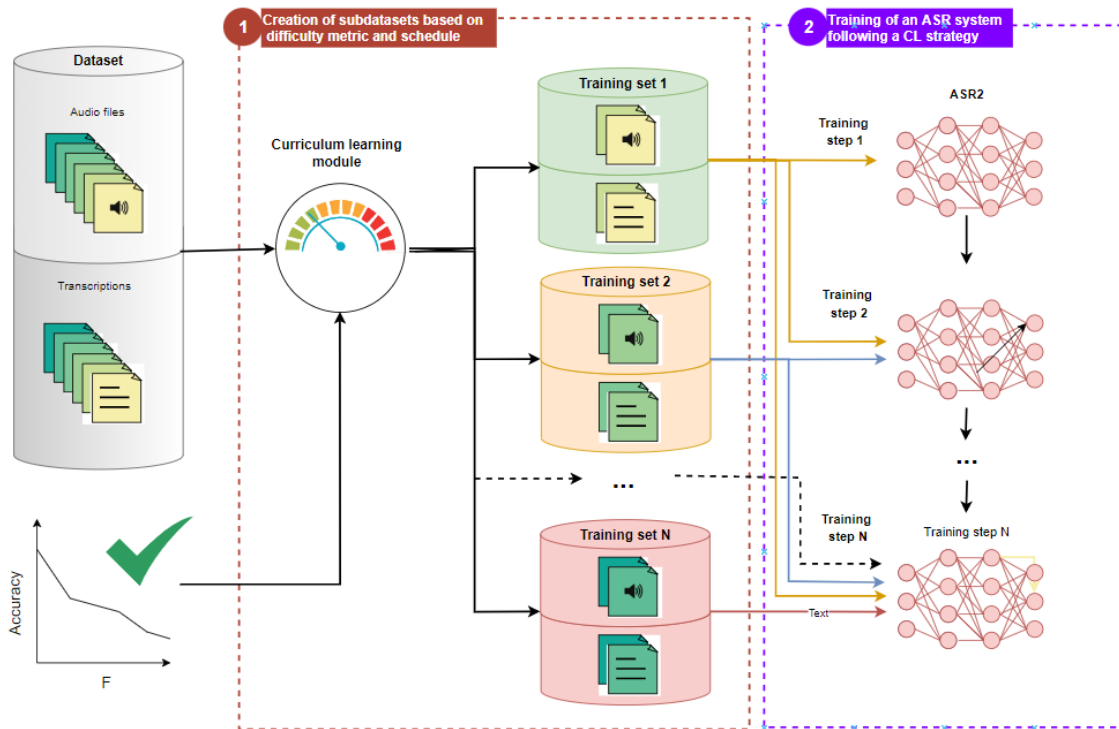 1
Creation of subdatasets based on
difficulty metric and schedule
2
Training of an ASR system
following a CL strategy
Dataset
Audio files
Transcriptions
Curriculum learning
module
Training set 1
Training set 2
...
Training set N
Training
step 1
ASR2
Training
step 2
...
Training
step N
Training step N
Text
Accuracy
F